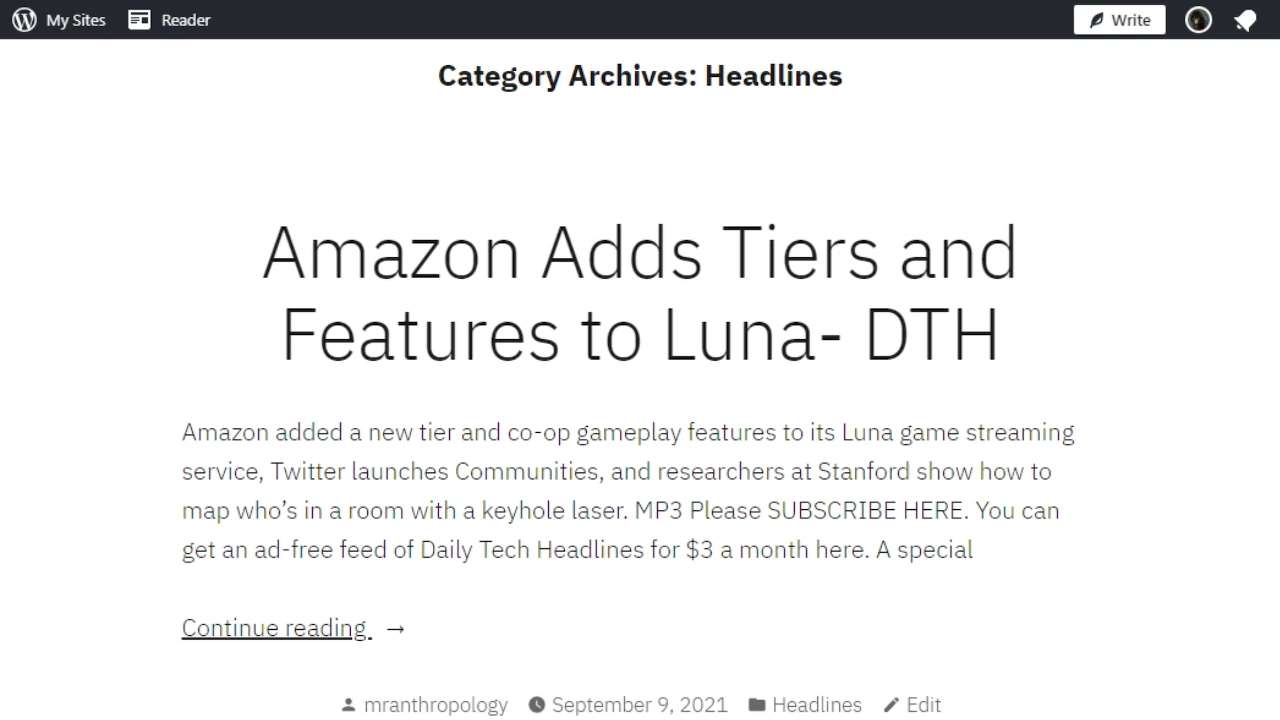 My Sites Reader Write
Category Archives: Headlines
Amazon Adds Tiers and
Features to Luna- DTH
Amazon added a new tier and co-op gameplay features to its Luna game streaming
service, Twitter launches Communities, and researchers at Stanford show how to
map who’s in a room with a keyhole laser. MP3 Please SUBSCRIBE HERE. You can
get an ad-free feed of Daily Tech Headlines for $3 a month here. A special
Continue reading →
mranthropology September 9, 2021 Headlines Edit